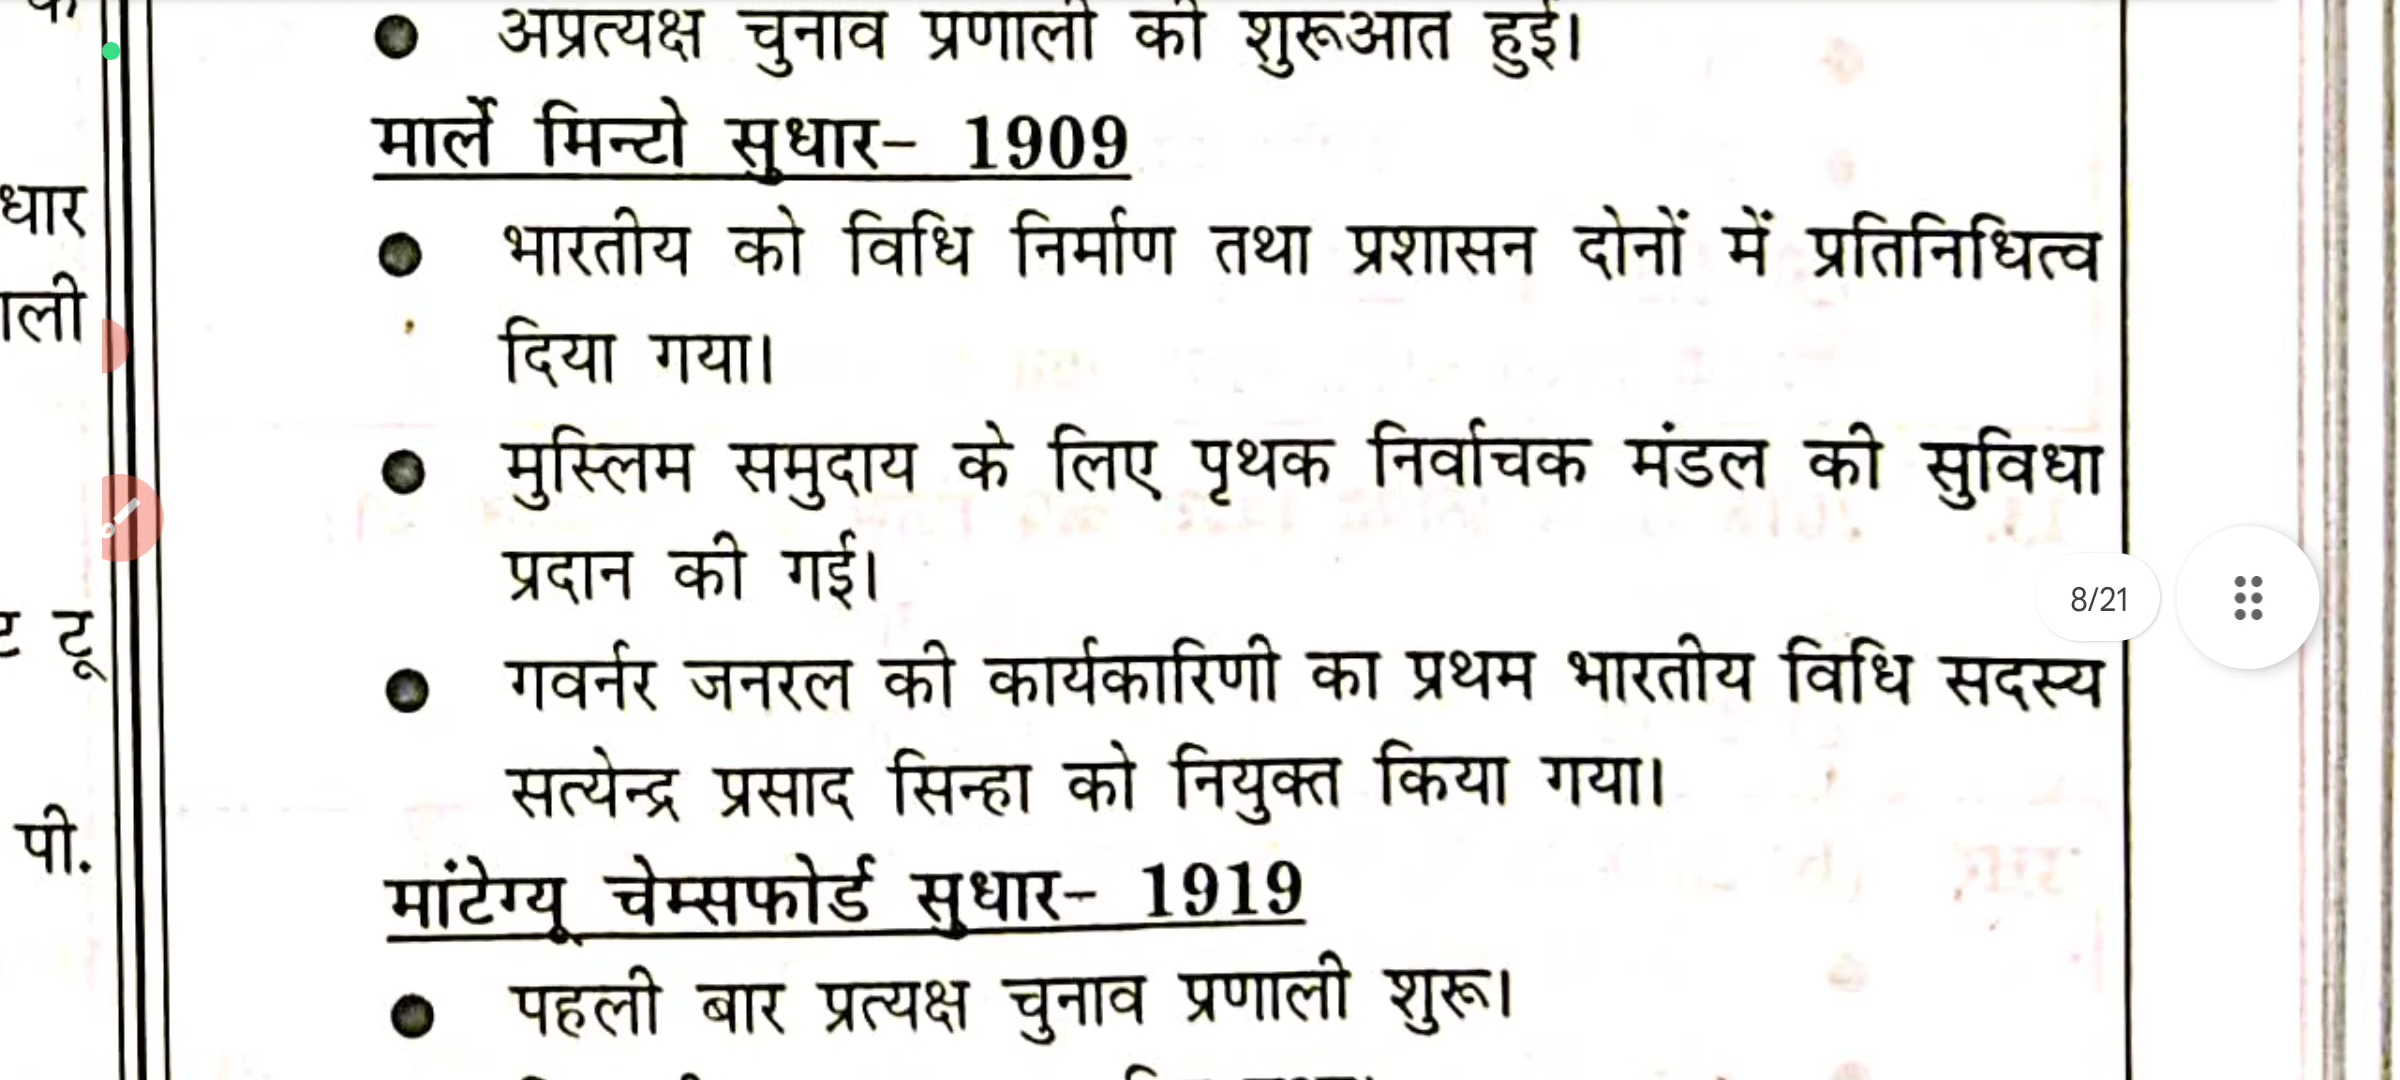 ● अप्रत्यक्ष चुनाव प्रणाली की शुरूआत हुई।
मार्ले मिन्टो सुधार- 1909
धार
● भारतीय को विधि निर्माण तथा प्रशासन दोनों में प्रतिनिधित्व
ाली
दिया गया।
● मुस्लिम समुदाय के लिए पृथक निर्वाचक मंडल की सुविधा
प्रदान की गई।
8/21
टू
● गवर्नर जनरल की कार्यकारिणी का प्रथम भारतीय विधि सदस्य
सत्येन्द्र प्रसाद सिन्हा को नियुक्त किया गया।
पी.
मांटेग्यू चेम्सफोर्ड सुधार- 1919
● पहली बार प्रत्यक्ष चुनाव प्रणाली शुरू।